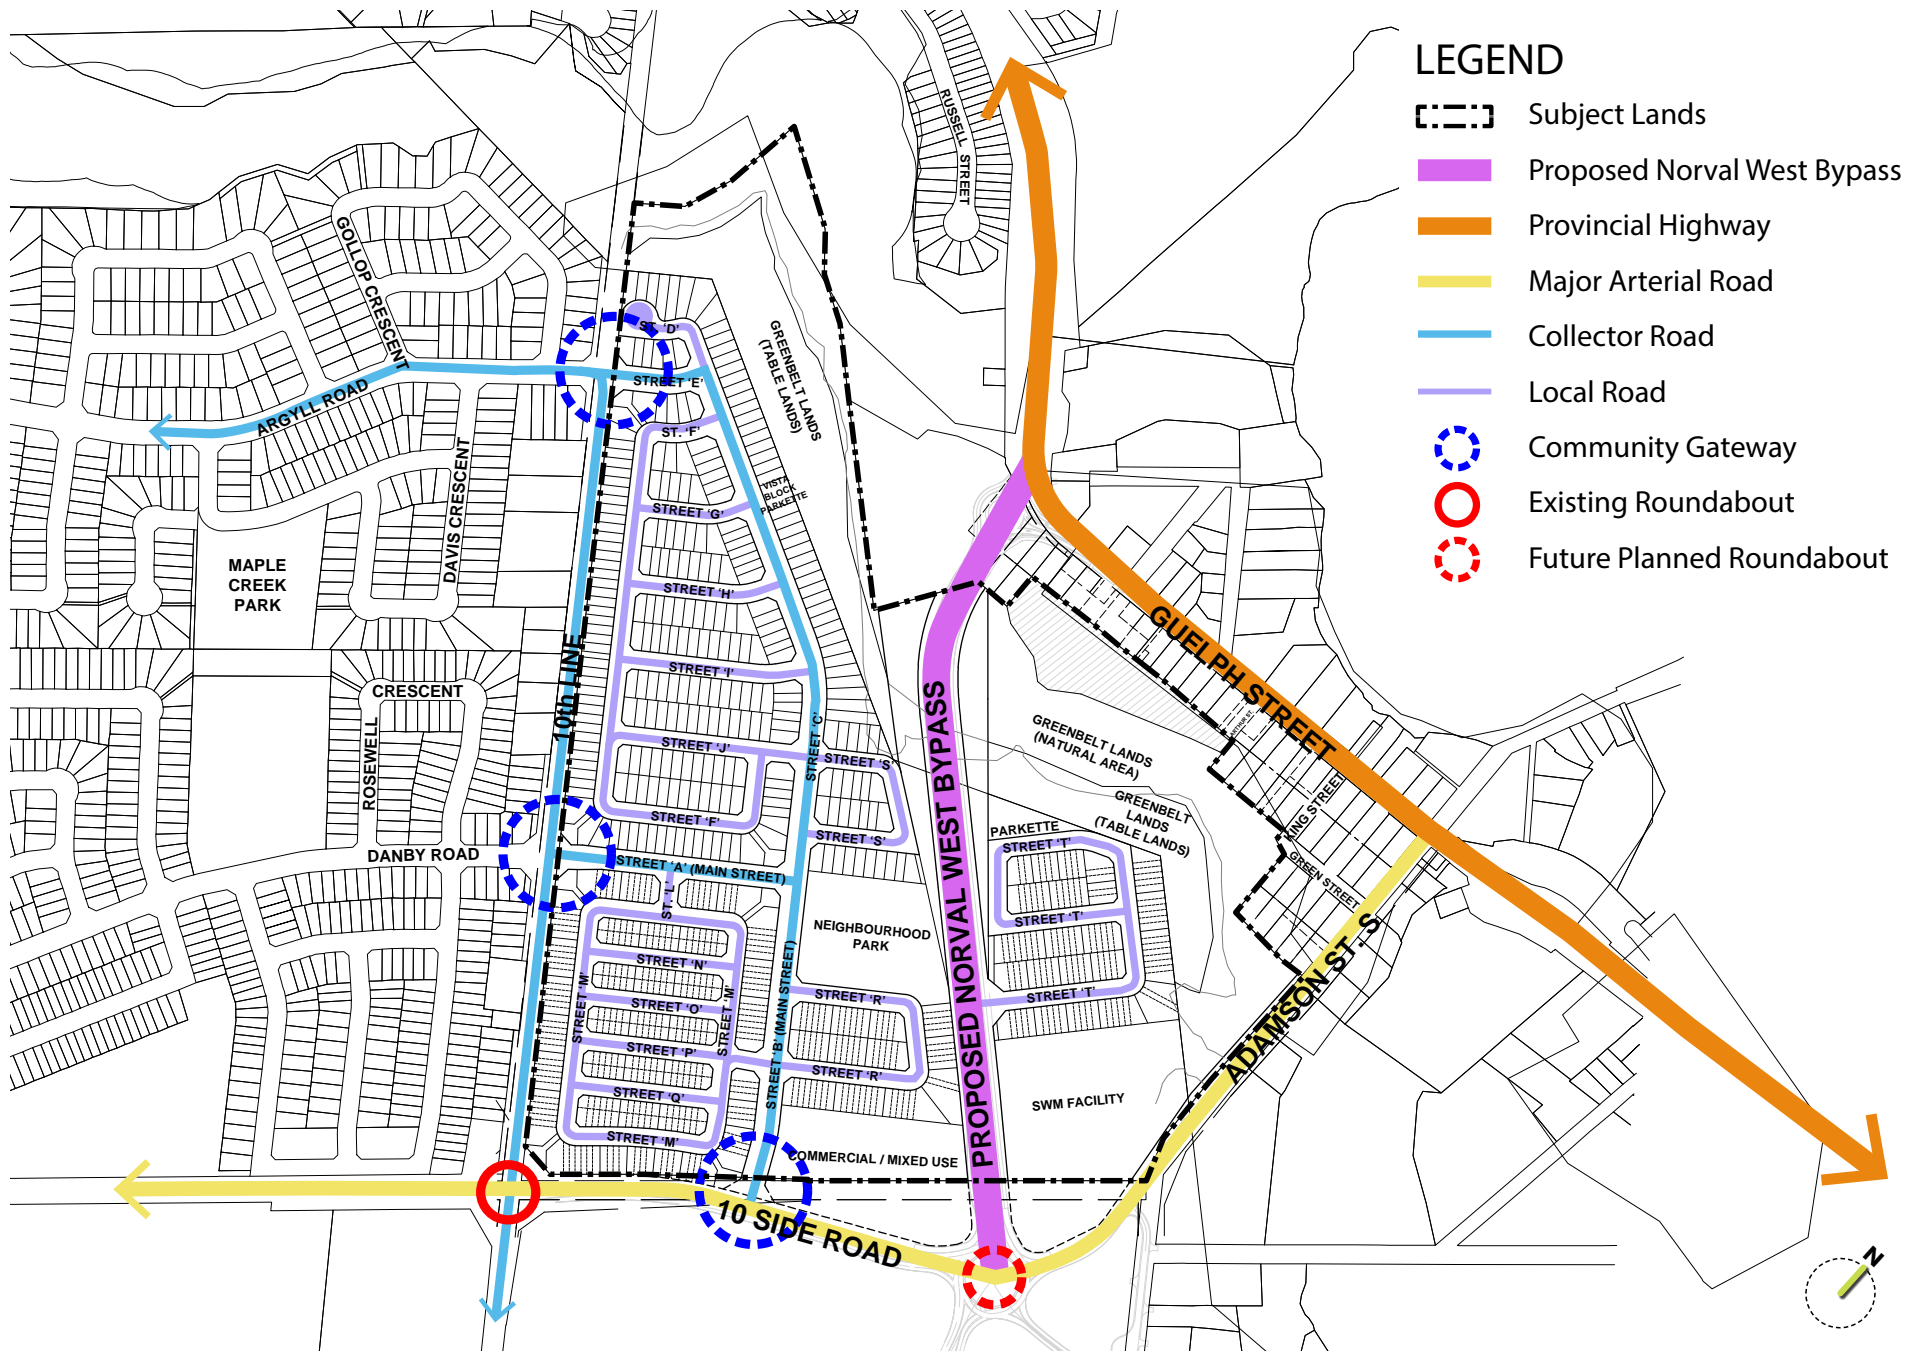 LEGEND
Subject Lands
Proposed Norval West Bypass
Provincial Highway
Major Arterial Road
Collector Road
Local Road
Community Gateway
Existing Roundabout
Future Planned Roundabout
RUSSELL STREET
GOLLOP CRESCENT
ST. ‘D’
STREET ‘E’
GREENBELT LANDS
(TABLE LANDS)
ARGYLL ROAD
ST. ‘F’
DAVIS CRESCENT
VISTA
BLOCK
PARKETTE
STREET ‘G’
MAPLE
CREEK
PARK
STREET ‘H’
GUELPH STREET
10th LINE
STREET ‘I’
CRESCENT
ROSEWELL
ARTHUR ST.
STREET ‘C’
STREET ‘J’
STREET ‘S’
GREENBELT LANDS
(NATURAL AREA)
GREENBELT
LANDS
(TABLE LANDS)
KING STREET
STREET ‘F’
STREET ‘S’
PARKETTE
STREET ‘T’
GREEN STREET
DANBY ROAD
STREET ‘A’ (MAIN STREET)
ST. ‘L’
PROPOSED NORVAL WEST BYPASS
NEIGHBOURHOOD
PARK
STREET ‘T’
ADAMSON ST. S
STREET ‘N’
STREET ‘M’
STREET ‘M’
STREET ‘O’
STREET ‘R’
STREET ‘T’
STREET ‘B’ (MAIN STREET)
STREET ‘P’
STREET ‘R’
STREET ‘Q’
SWM FACILITY
STREET ‘M’
COMMERCIAL / MIXED USE
10 SIDE ROAD
N